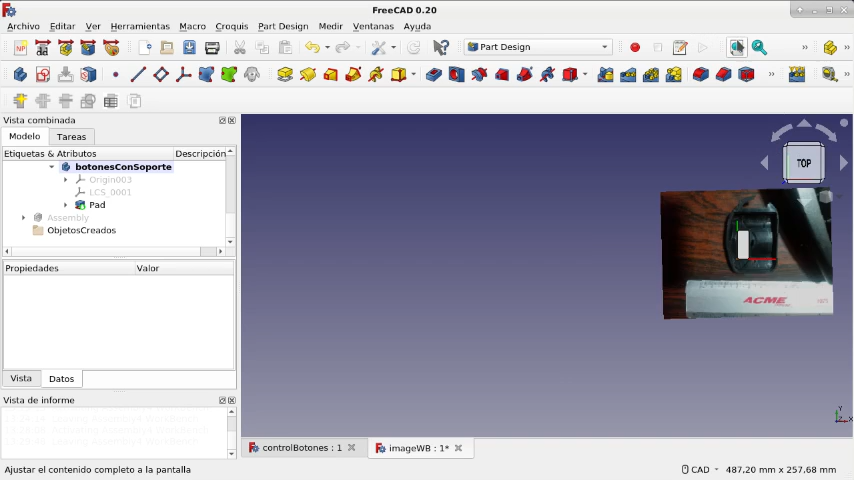 FreeCAD 0.20
Archivo Editar Ver Herramientas Macro Croquis Part Design Medir Ventanas Ayuda
Part Design
Vista combinada
Modelo Tareas
Etiquetas & Atributos Descripción
botonesConSoporte
Origin003
LCS_0001
Pad
Assembly
ObjetosCreados
Propiedades Valor
Vista Datos
Vista de informe
TOP
ACME
Y
X
controlBotones : 1
imageWB : 1*
Ajustar el contenido completo a la pantalla
CAD
487,20 mm x 257,68 mm